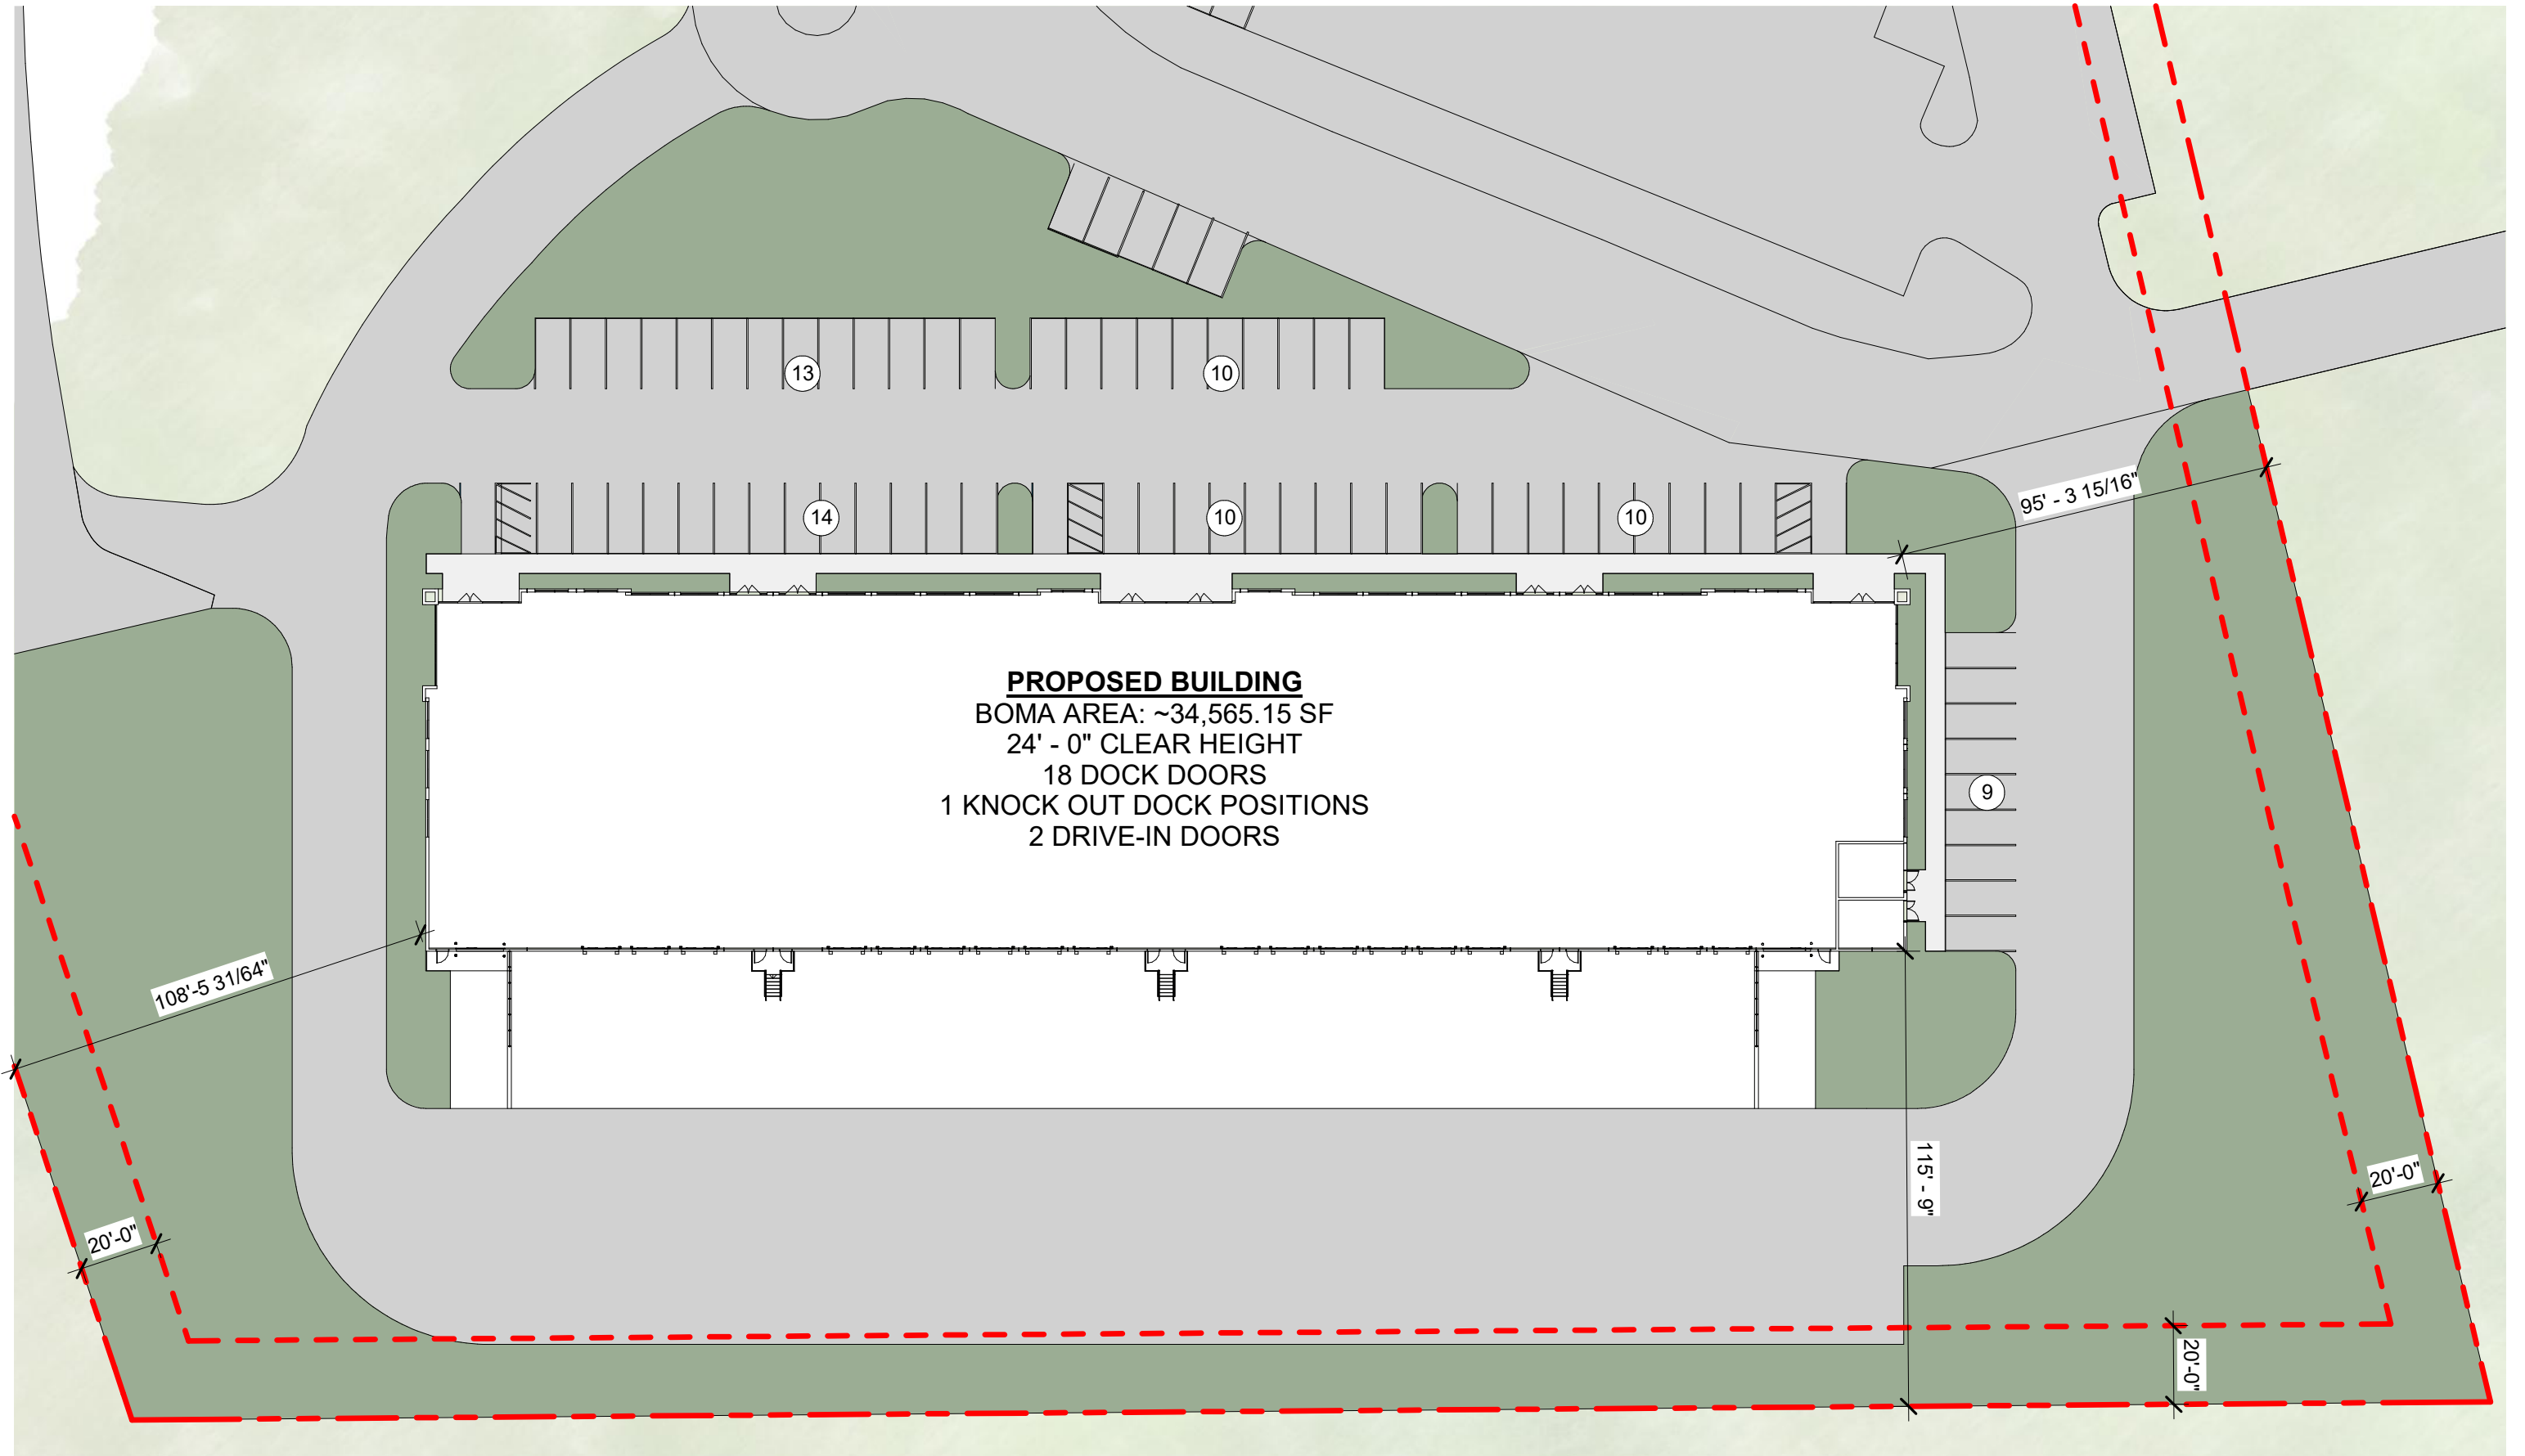 13
10
95' - 3 15/16"
14
10
10
PROPOSED BUILDING
BOMA AREA: ~34,565.15 SF
24' - 0" CLEAR HEIGHT
18 DOCK DOORS
1 KNOCK OUT DOCK POSITIONS
2 DRIVE-IN DOORS
9
108'-5 31/64"
115' - 9"
20'-0"
20'-0"
20'-0"